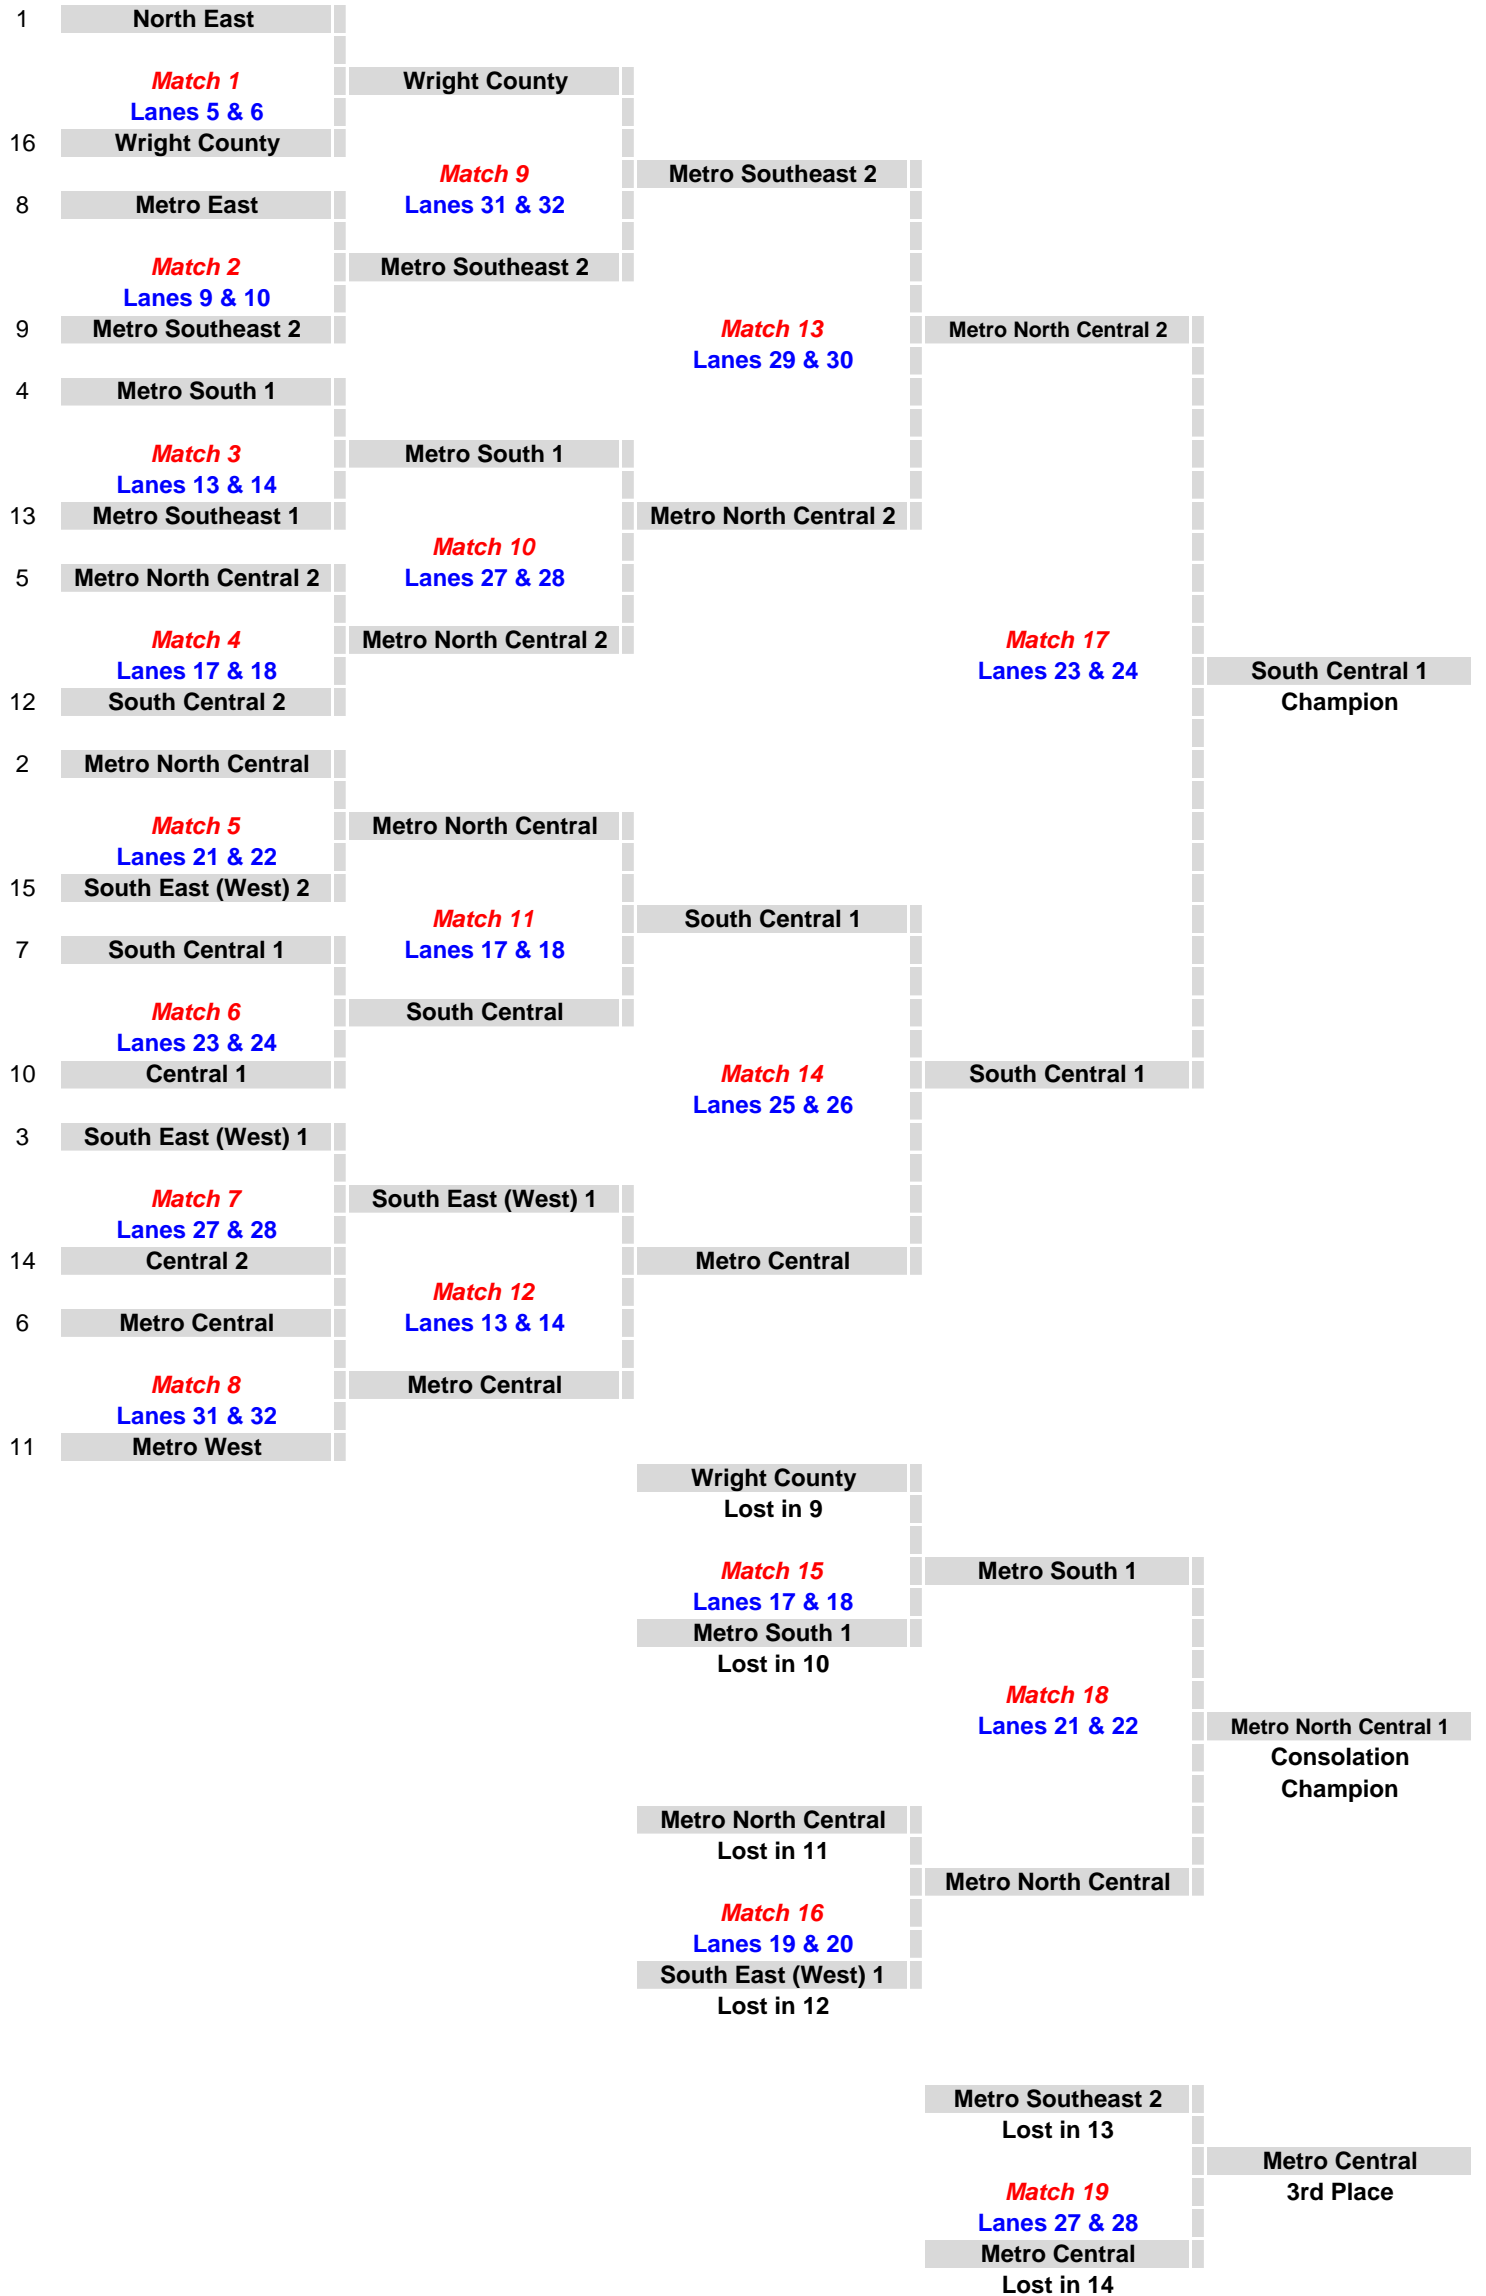 1 North East
Match 1 Wright County
Lanes 5 & 6
16 Wright County
Match 9 Metro Southeast 2
8 Metro East Lanes 31 & 32
Match 2 Metro Southeast 2
Lanes 9 & 10
9 Metro Southeast 2 Match 13 Metro North Central 2
Lanes 29 & 30
4 Metro South 1
Match 3 Metro South 1
Lanes 13 & 14
13 Metro Southeast 1 Metro North Central 2
Match 10
5 Metro North Central 2 Lanes 27 & 28
Match 4 Metro North Central 2 Match 17
Lanes 17 & 18 Lanes 23 & 24 South Central 1
12 South Central 2 Champion
2 Metro North Central
Match 5 Metro North Central
Lanes 21 & 22
15 South East (West) 2
Match 11 South Central 1
7 South Central 1 Lanes 17 & 18
Match 6 South Central
Lanes 23 & 24
10 Central 1 Match 14 South Central 1
Lanes 25 & 26
3 South East (West) 1
Match 7 South East (West) 1
Lanes 27 & 28
14 Central 2 Metro Central
Match 12
6 Metro Central Lanes 13 & 14
Match 8 Metro Central
Lanes 31 & 32
11 Metro West
Wright County
Lost in 9
Match 15 Metro South 1
Lanes 17 & 18
Metro South 1
Lost in 10
Match 18
Lanes 21 & 22 Metro North Central 1
Consolation
Champion
Metro North Central
Lost in 11
Metro North Central
Match 16
Lanes 19 & 20
South East (West) 1
Lost in 12
Metro Southeast 2
Lost in 13
Metro Central
Match 19 3rd Place
Lanes 27 & 28
Metro Central
Lost in 14